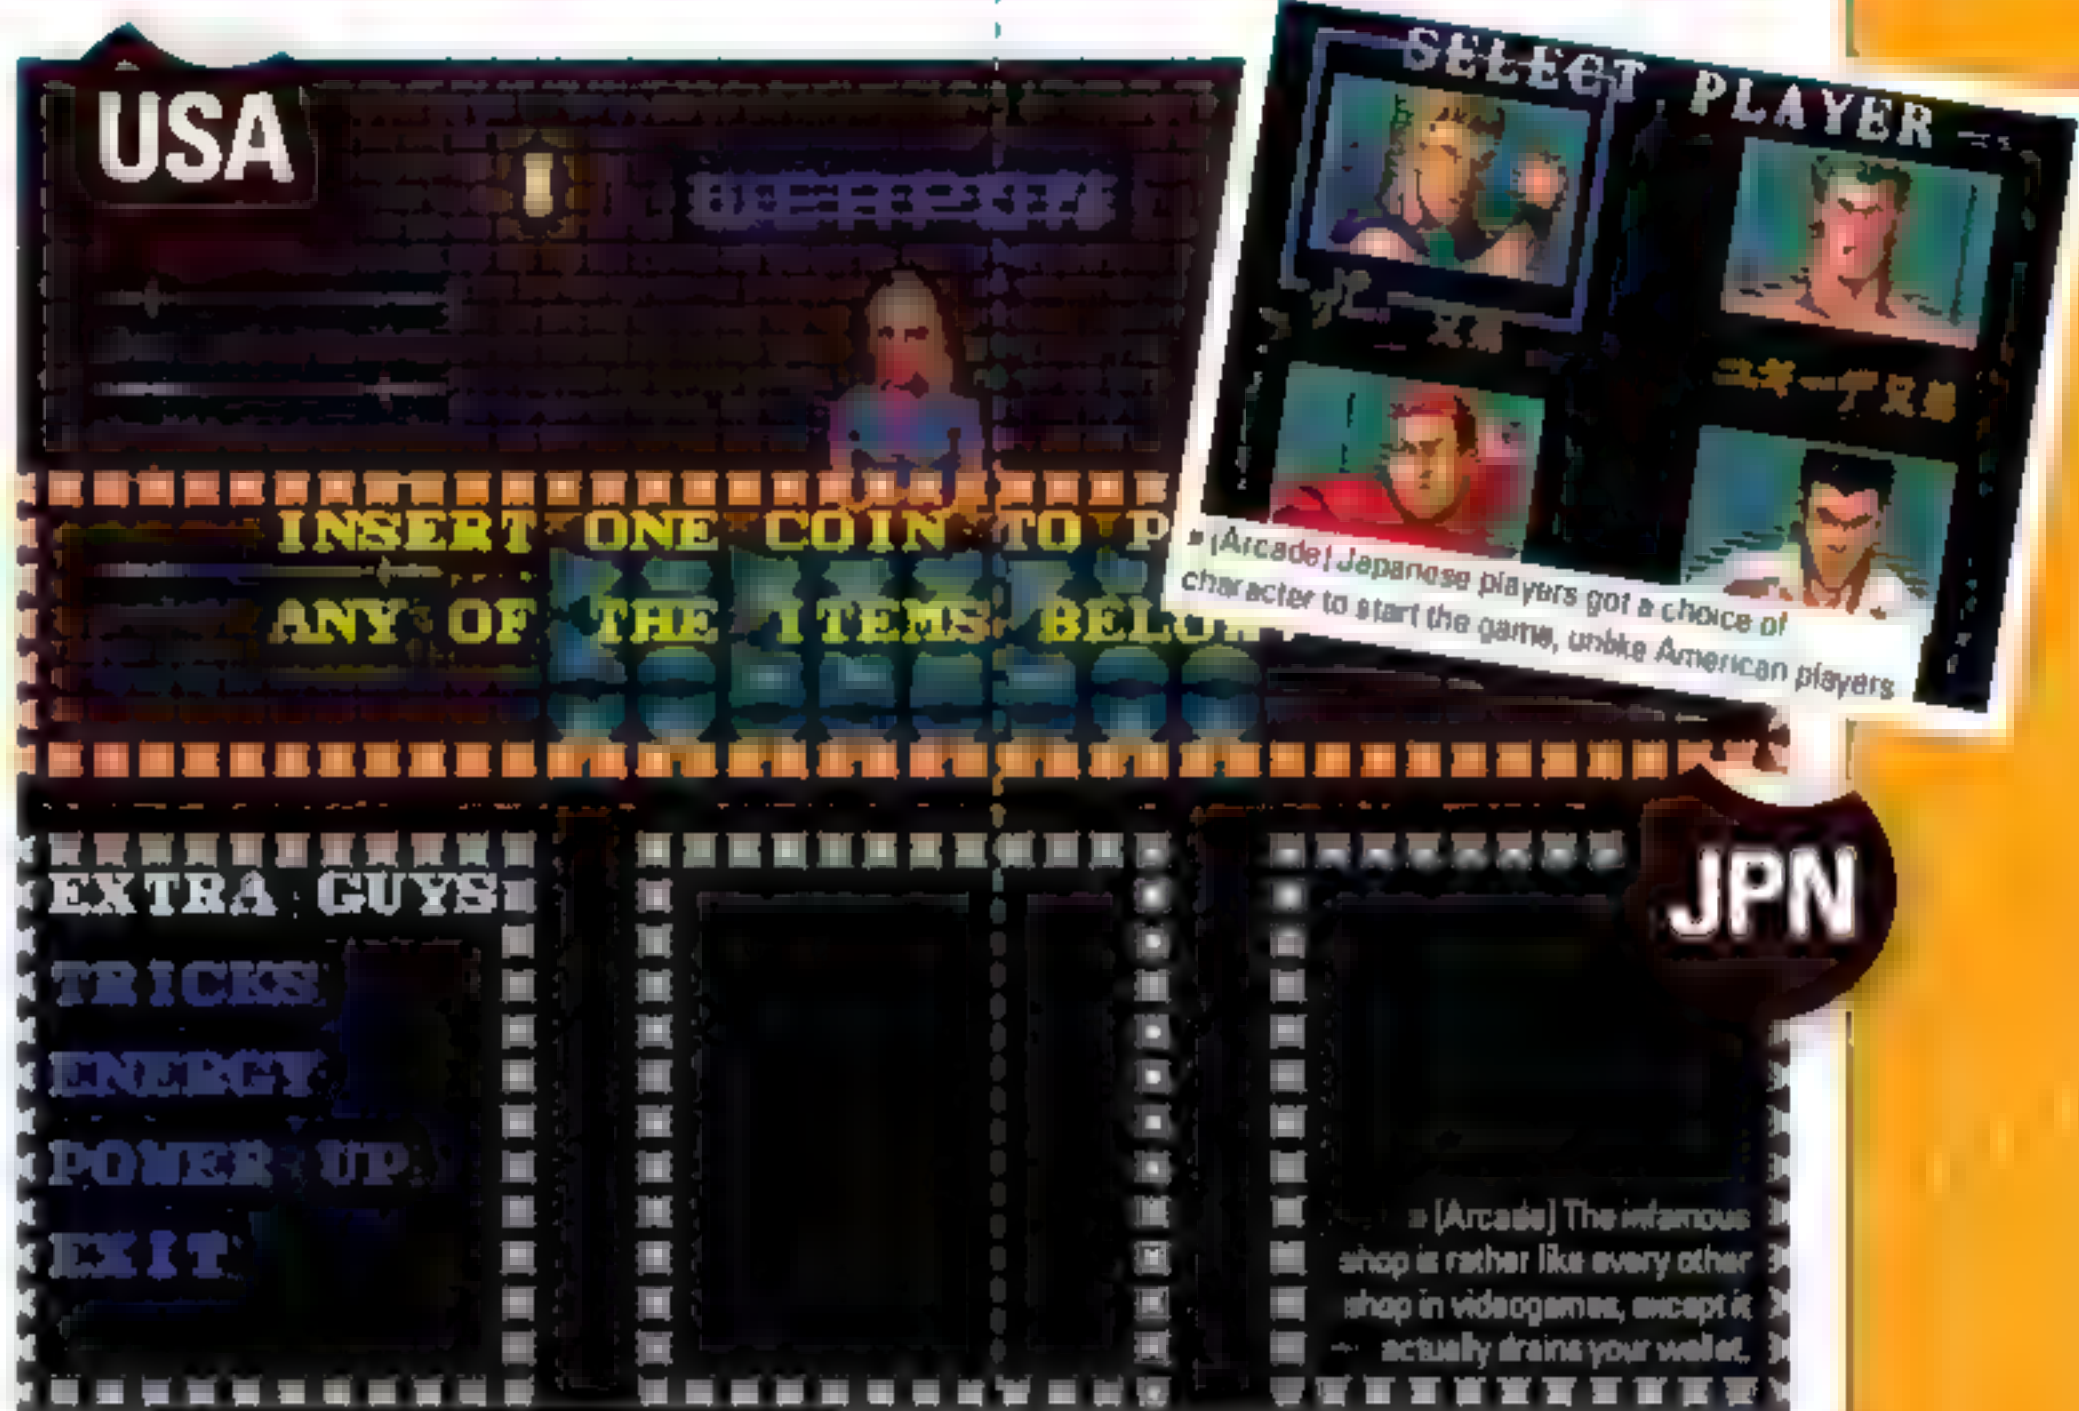 USA
SELECT PLAYER
INSERT ONE COIN TO P
ANY OF THE ITEMS BELOW
[Arcade] Japanese players got a choice of
character to start the game, unlike American players
JPN
EXTRA GUYS
TRICKS
ENERGY
POWER UP
EXIT
[Arcade] The infamous
shop is rather like every other
shop in videogames, except it
actually drains your wallet.